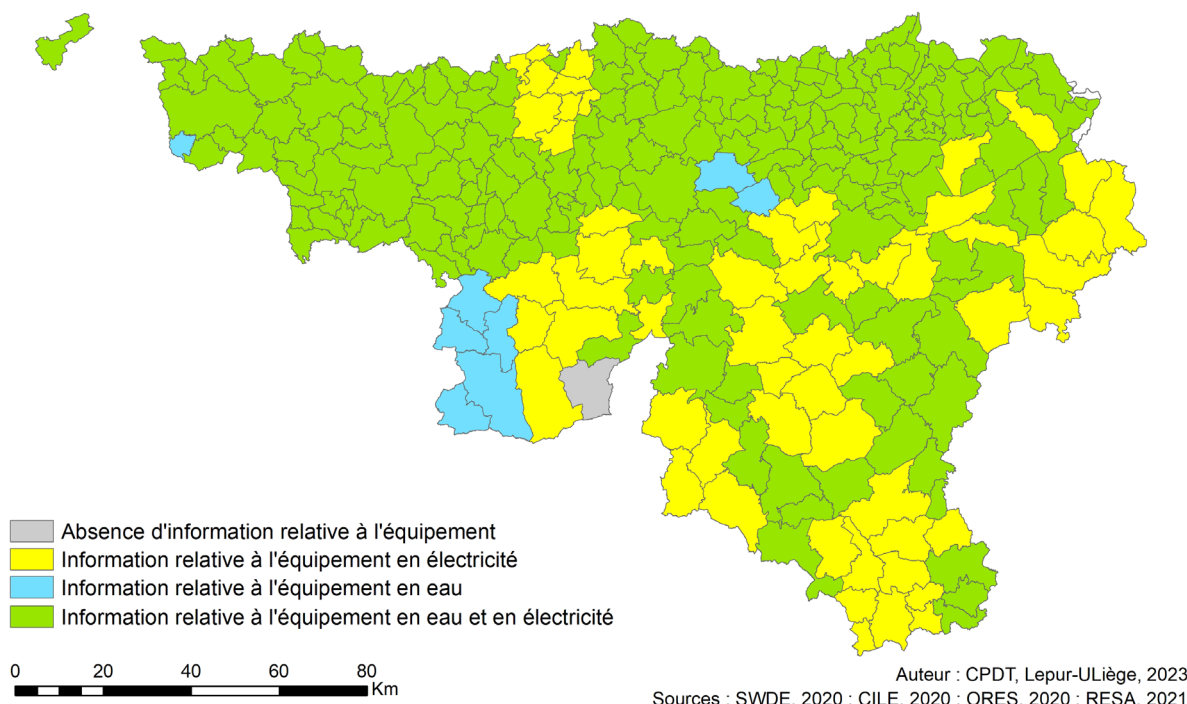 Absence d'information relative à l'équipement
Information relative à l'équipement en électricité
Information relative à l'équipement en eau
Information relative à l'équipement en eau et en électricité
0 20 40 60 80
Km
Auteur : CPDT, Lepur-ULiège, 2023
Sources : SWDE, 2020 ; CILE, 2020 ; ORES, 2020 ; RESA, 2021